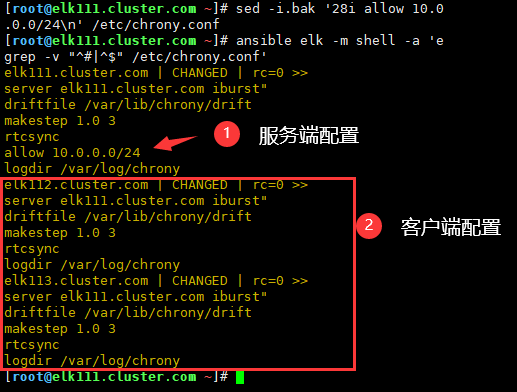 [root@elk111.cluster.com ~]# sed -i.bak '28i allow 10.0
.0.0/24\n' /etc/chrony.conf
[root@elk111.cluster.com ~]# ansible elk -m shell -a 'e
grep -v "^#|^$" /etc/chrony.conf'
elk111.cluster.com | CHANGED | rc=0 >>
server elk111.cluster.com iburst"
driftfile /var/lib/chrony/drift
makestep 1.0 3
rtcsync
allow 10.0.0.0/24
logdir /var/log/chrony
1 服务端配置
elk112.cluster.com | CHANGED | rc=0 >>
server elk111.cluster.com iburst"
driftfile /var/lib/chrony/drift
makestep 1.0 3
rtcsync
logdir /var/log/chrony
elk113.cluster.com | CHANGED | rc=0 >>
server elk111.cluster.com iburst"
driftfile /var/lib/chrony/drift
makestep 1.0 3
rtcsync
logdir /var/log/chrony
2 客户端配置
[root@elk111.cluster.com ~]#